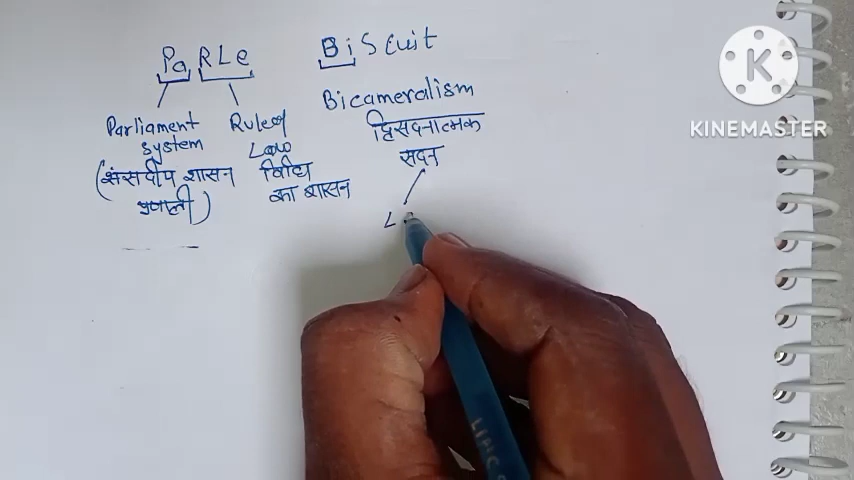 PaRLe BiScuit
Parliament
system
(संसदीय शासन
प्रणाली)
Rule of
Law
विधि
का शासन
Bicameralism
द्विसदनात्मक
सदन
L
K
KINEMASTER